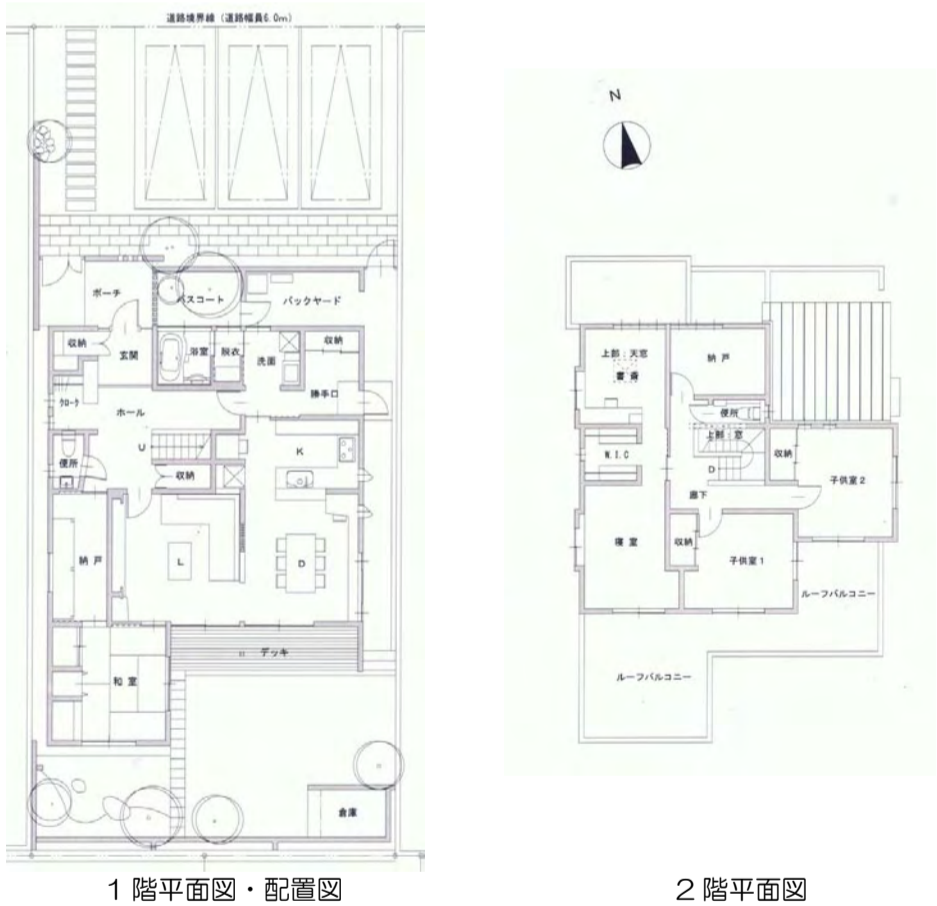 道路境界線（道路幅員6.0m）
ポーチ
バスコート
バックヤード
収納
玄関
浴室
脱衣
洗面
収納
勝手口
クローク
ホール
U
K
便所
収納
納戸
L
D
デッキ
和室
倉庫
1階平面図・配置図
N
上部:天窓
書斎
納戸
便所
上部:窓
W.I.C
D
収納
子供室2
廊下
寝室
収納
子供室1
ルーフバルコニー
ルーフバルコニー
2階平面図